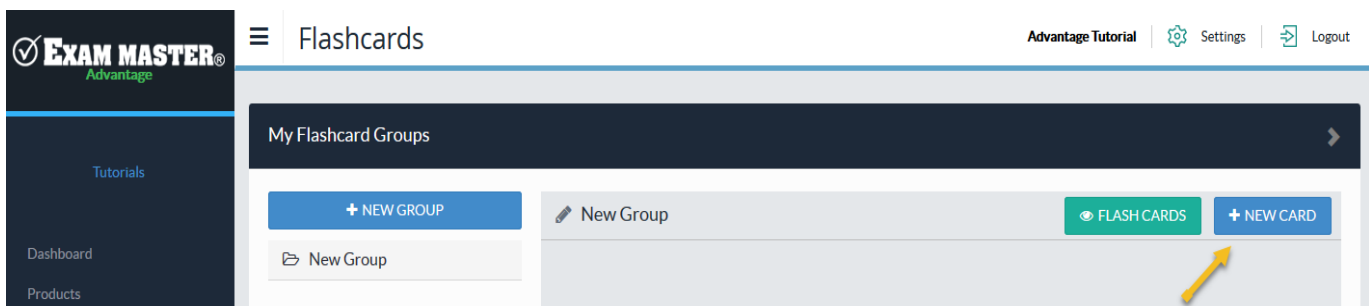 EXAM MASTER®
Advantage
Flashcards
Advantage Tutorial
Settings
Logout
Tutorials
Dashboard
Products
My Flashcard Groups
+ NEW GROUP
New Group
New Group
FLASH CARDS
+ NEW CARD